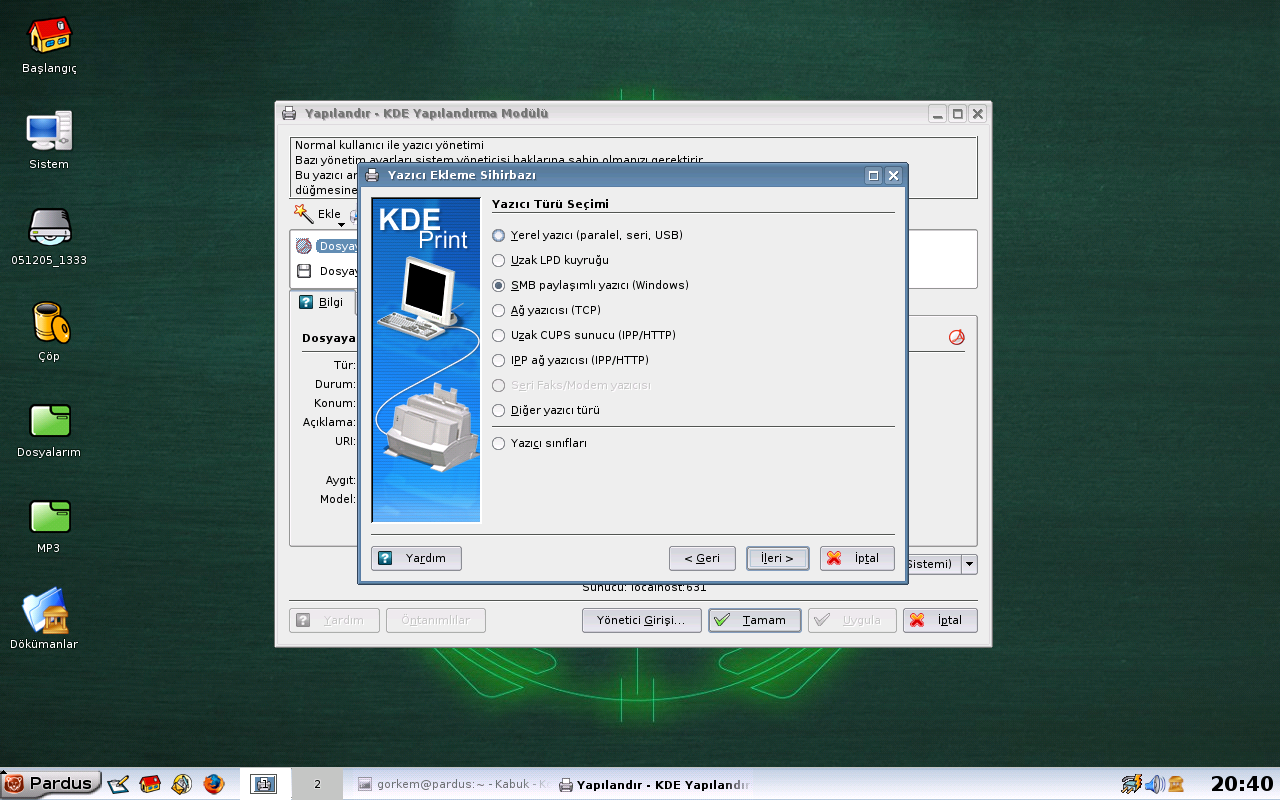 Başlangıç
Sistem
051205_1333
Çöp
Dosyalarım
MP3
Dökümanlar
Yapılandır - KDE Yapılandırma Modülü
Normal kullanıcı ile yazıcı yönetimi
Bazı yönetim ayarları sistem yöneticisi haklarına sahip olmanızı gerektirir.
Bu yazıcı
düğmesine
Ekle
Dosya
Dosya
Bilgi
Dosyaya
Tür:
Durum:
Konum:
Açıklama:
URI:
Aygıt:
Model:
Yazıcı Ekleme Sihirbazı
KDE
Print
Yazıcı Türü Seçimi
Yerel yazıcı (paralel, seri, USB)
Uzak LPD kuyruğu
SMB paylaşımlı yazıcı (Windows)
Ağ yazıcısı (TCP)
Uzak CUPS sunucu (IPP/HTTP)
IPP ağ yazıcısı (IPP/HTTP)
Seri Faks/Modem yazıcısı
Diğer yazıcı türü
Yazıcı sınıfları
Yardım
< Geri
İleri >
İptal
Sistemi)
Sunucu: localhost:631
Yardım
Öntanımlılar
Yönetici Girişi...
Tamam
Uygula
İptal
Pardus
1
2
gorkem@pardus:~ - Kabuk - K
Yapılandır - KDE Yapılandır
20:40